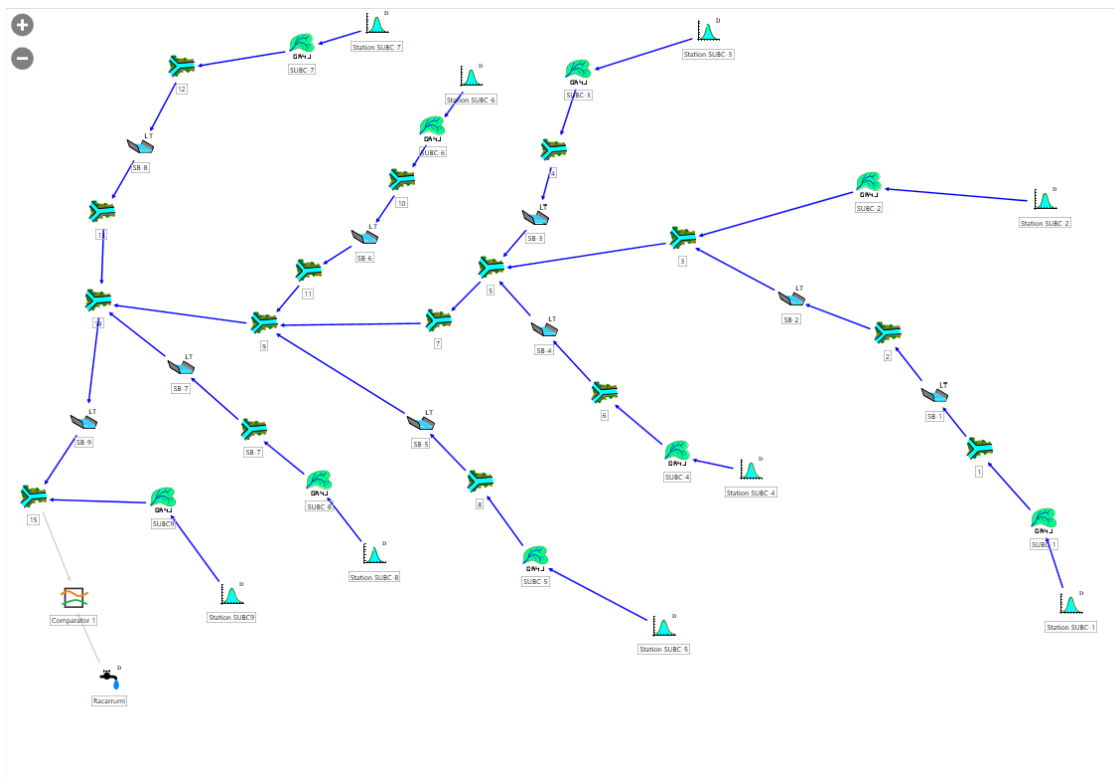 D
Station SUBC-7
GR4J
SUBC-7
12
D
Station SUBC-3
GR4J
SUBC-3
D
Station SUBC-6
GR4J
SUBC-6
LT
SB-8
4
10
GR4J
SUBC-2
D
Station SUBC-2
13
LT
SB-3
LT
SB-6
3
5
11
LT
SB-2
14
9
7
LT
SB-4
2
LT
SB-7
LT
SB-1
LT
SB-9
LT
SB-5
6
SB-7
1
GR4J
SUBC-4
D
Station SUBC-4
GR4J
SUBC-8
8
15
SUBC9
GR4J
SUBC-1
D
Station SUBC-8
GR4J
SUBC-5
D
Station SUBC9
D
Station SUBC-1
Comparator 1
D
Station SUBC-5
D
Racarrumi